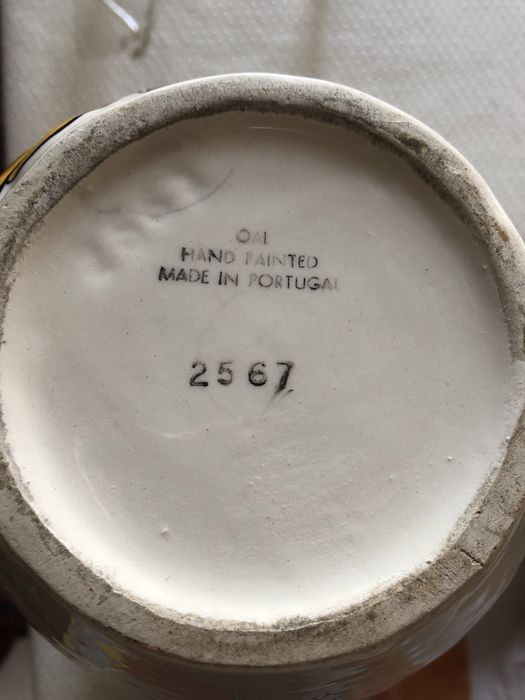 OAL
HAND PAINTED
MADE IN PORTUGAL
2567